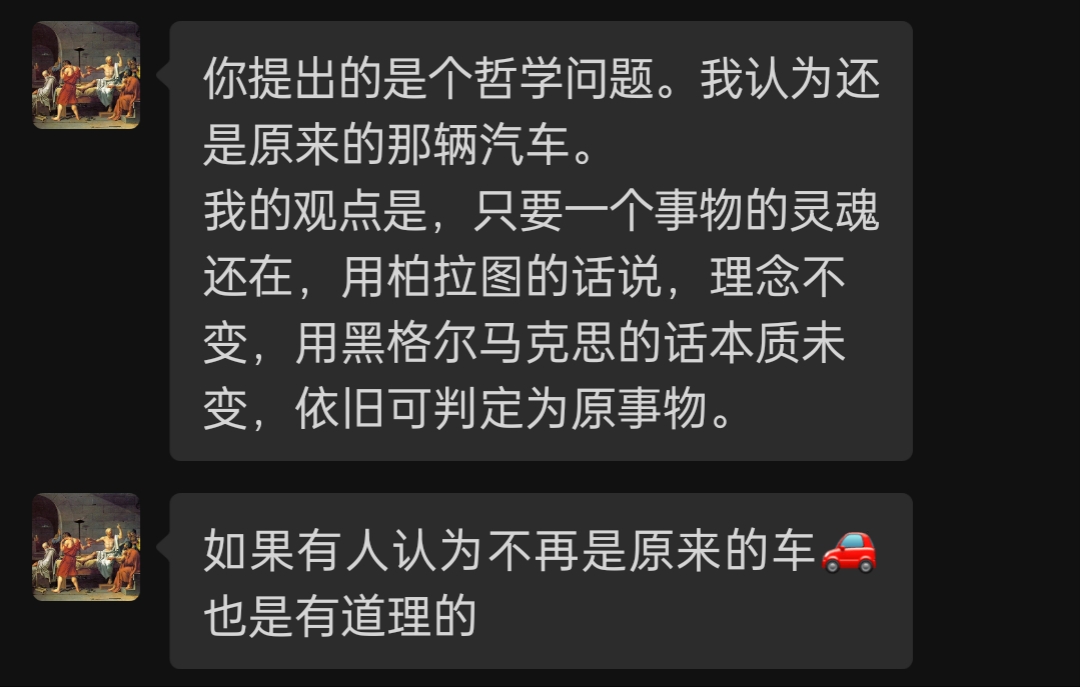 你提出的是个哲学问题。我认为还
是原来的那辆汽车。
我的观点是，只要一个事物的灵魂
还在，用柏拉图的话说，理念不
变，用黑格尔马克思的话本质未
变，依旧可判定为原事物。
如果有人认为不再是原来的车🚗
也是有道理的